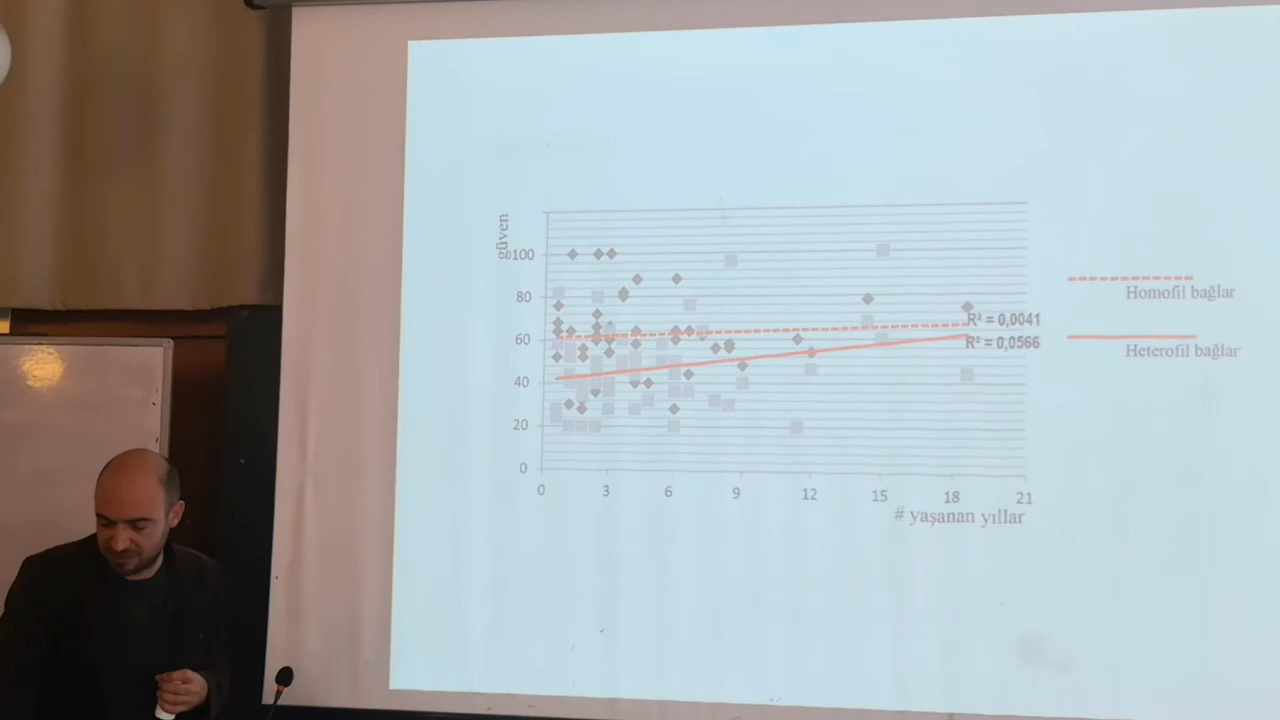 güven
100
80
60
40
20
0
0 3 6 9 12 15 18 21
# yaşanan yıllar
R² = 0,0041
R² = 0,0566
Homofil bağlar
Heterofil bağlar